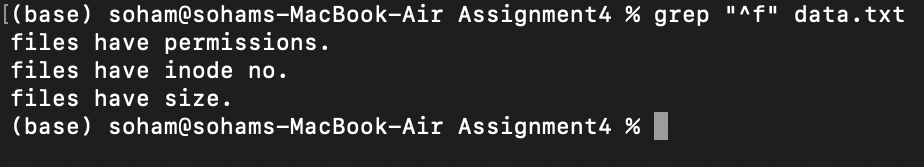 [(base) soham@sohams-MacBook-Air Assignment4 % grep "^f" data.txt
files have permissions.
files have inode no.
files have size.
(base) soham@sohams-MacBook-Air Assignment4 %